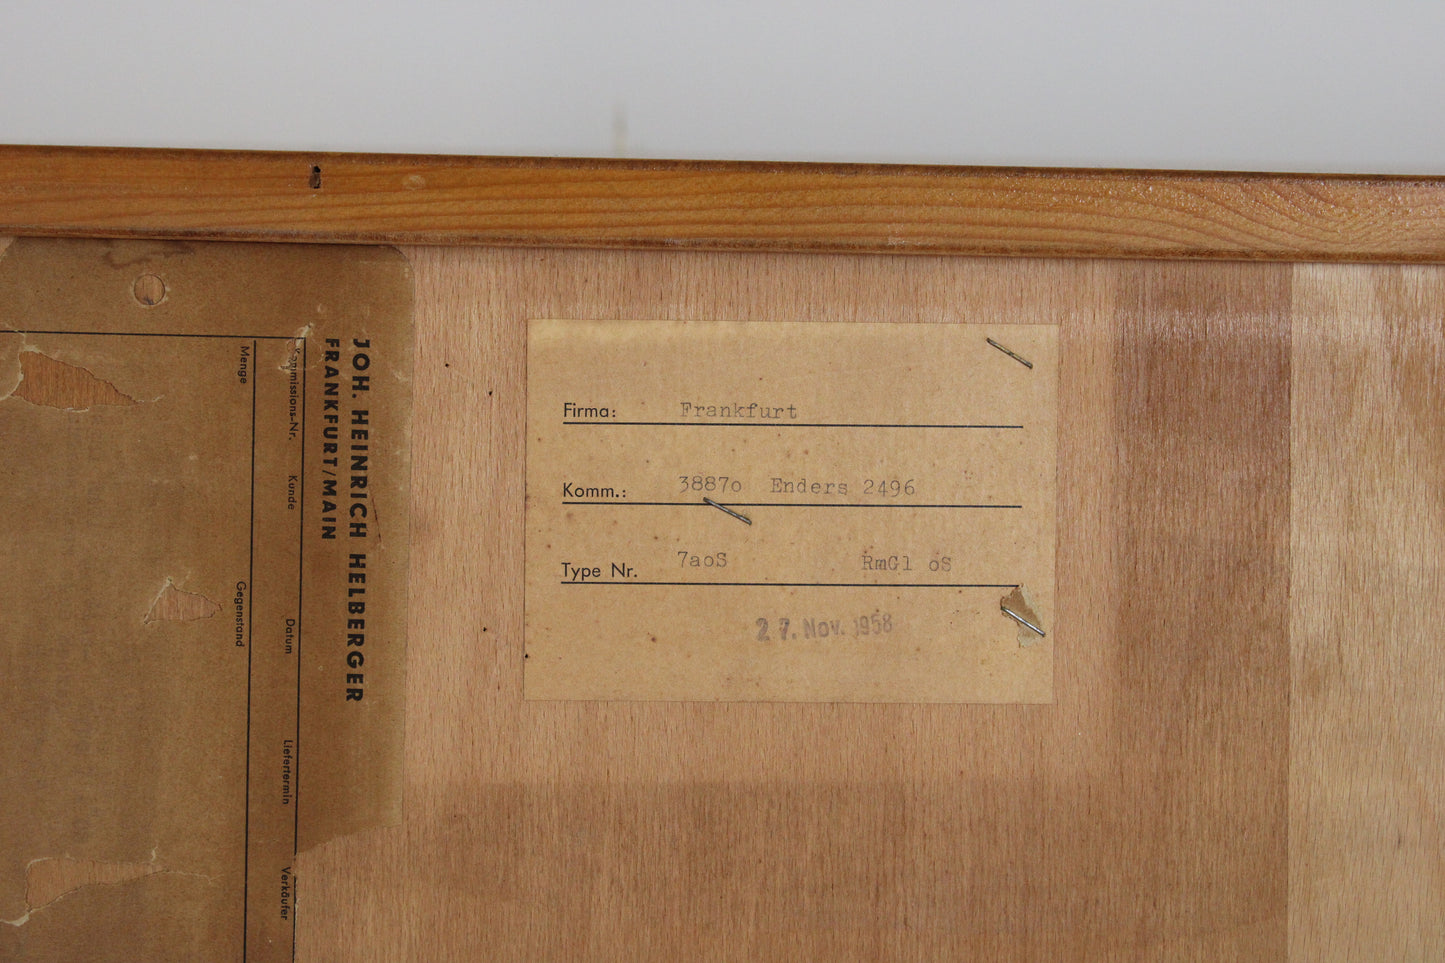 JOH. HEINRICH HELBERGER
FRANKFURT/MAIN
Kommissions-Nr. Kunde Datum Liefertermin Verkäufer
Menge Gegenstand
Firma: Frankfurt
Komm.: 3887o Enders 2496
Type Nr. 7aoS RmGl oS
27. Nov. 1958